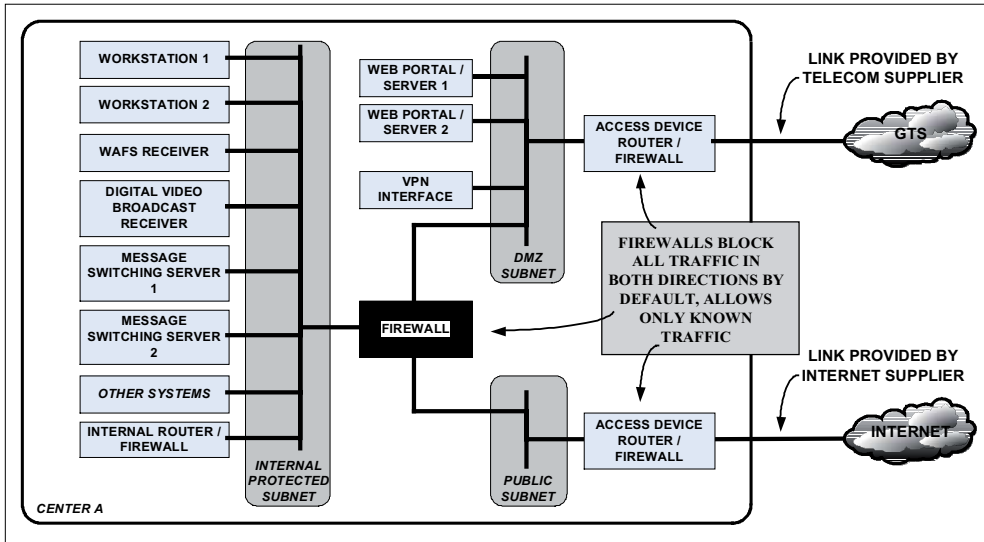 WORKSTATION 1
WORKSTATION 2
WAFS RECEIVER
DIGITAL VIDEO
BROADCAST
RECEIVER
MESSAGE
SWITCHING SERVER
1
MESSAGE
SWITCHING SERVER
2
OTHER SYSTEMS
INTERNAL ROUTER /
FIREWALL
INTERNAL
PROTECTED
SUBNET
CENTER A
WEB PORTAL /
SERVER 1
WEB PORTAL /
SERVER 2
VPN
INTERFACE
DMZ
SUBNET
FIREWALL
PUBLIC
SUBNET
ACCESS DEVICE
ROUTER /
FIREWALL
FIREWALLS BLOCK
ALL TRAFFIC IN
BOTH DIRECTIONS BY
DEFAULT, ALLOWS
ONLY KNOWN
TRAFFIC
ACCESS DEVICE
ROUTER /
FIREWALL
LINK PROVIDED BY
TELECOM SUPPLIER
GTS
LINK PROVIDED BY
INTERNET SUPPLIER
INTERNET